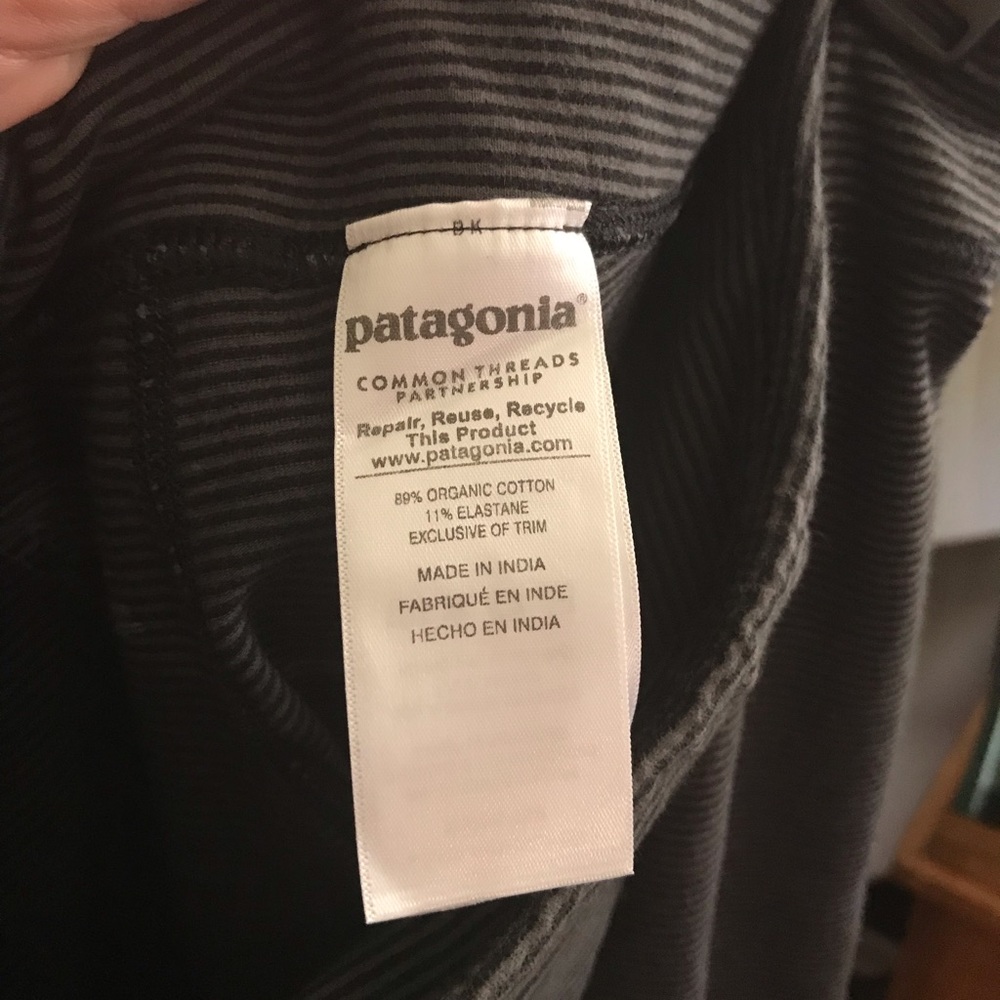 BK
patagonia®
COMMON THREADS
PARTNERSHIP
Repair, Reuse, Recycle
This Product
www.patagonia.com
89% ORGANIC COTTON
11% ELASTANE
EXCLUSIVE OF TRIM
MADE IN INDIA
FABRIQUÉ EN INDE
HECHO EN INDIA